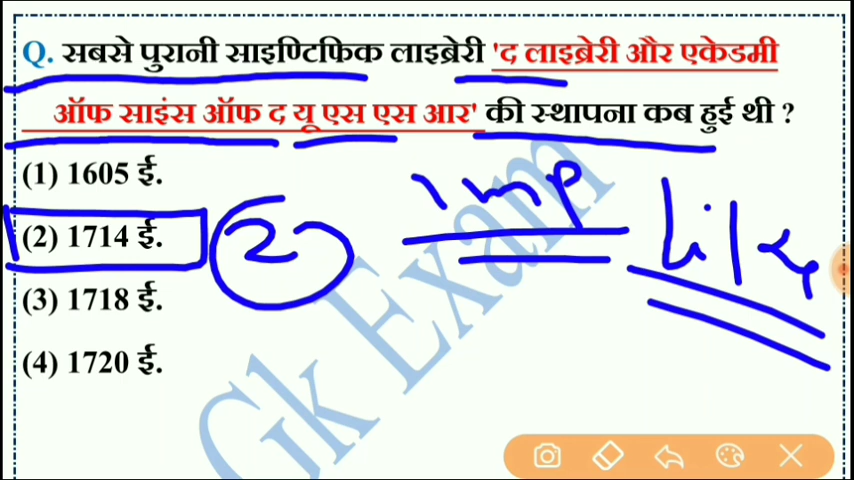 Q. सबसे पुरानी साइण्टिफिक लाइब्रेरी 'द लाइब्रेरी और एकेडमी
ऑफ साइंस ऑफ द यू एस एस आर' की स्थापना कब हुई थी ?
(1) 1605 ई.
imp
(2) 1714 ई.
2
(3) 1718 ई.
(4) 1720 ई.
Gk Exam